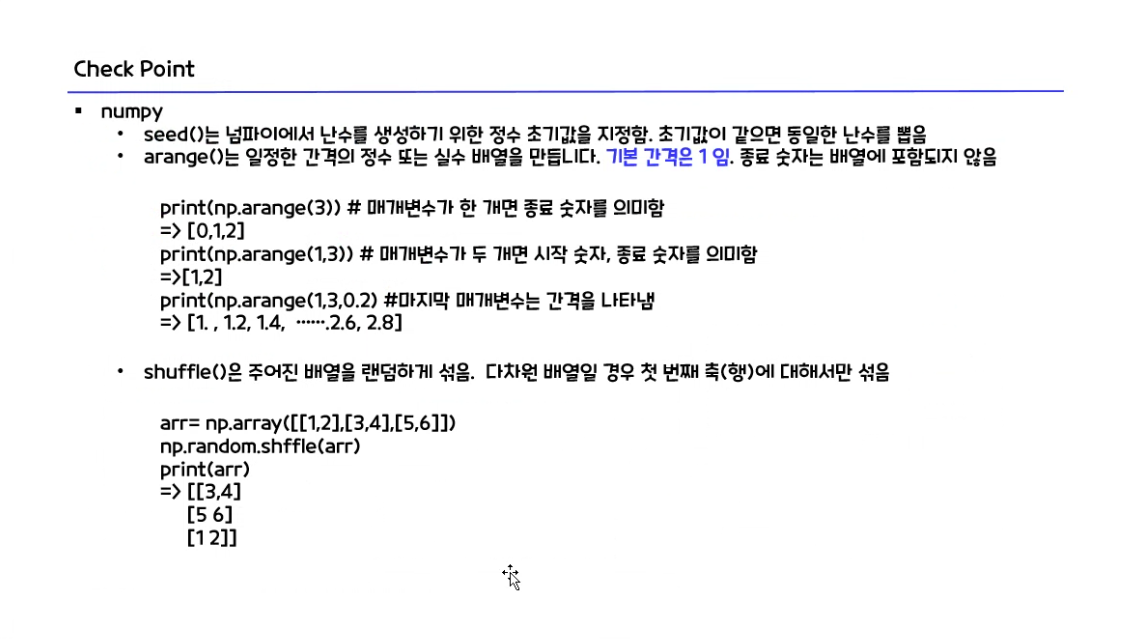 Check Point
▪ numpy
• seed()는 넘파이에서 난수를 생성하기 위한 정수 초기값을 지정함. 초기값이 같으면 동일한 난수를 뽑음
• arange()는 일정한 간격의 정수 또는 실수 배열을 만듭니다. 기본 간격은 1 임. 종료 숫자는 배열에 포함되지 않음
print(np.arange(3)) # 매개변수가 한 개면 종료 숫자를 의미함
=> [0,1,2]
print(np.arange(1,3)) # 매개변수가 두 개면 시작 숫자, 종료 숫자를 의미함
=>[1,2]
print(np.arange(1,3,0.2) #마지막 매개변수는 간격을 나타냄
=> [1. , 1.2, 1.4, ⋯⋯.2.6, 2.8]
• shuffle()은 주어진 배열을 랜덤하게 섞음. 다차원 배열일 경우 첫 번째 축(행)에 대해서만 섞음
arr= np.array([[1,2],[3,4],[5,6]])
np.random.shffle(arr)
print(arr)
=> [[3,4]
[5 6]
[1 2]]